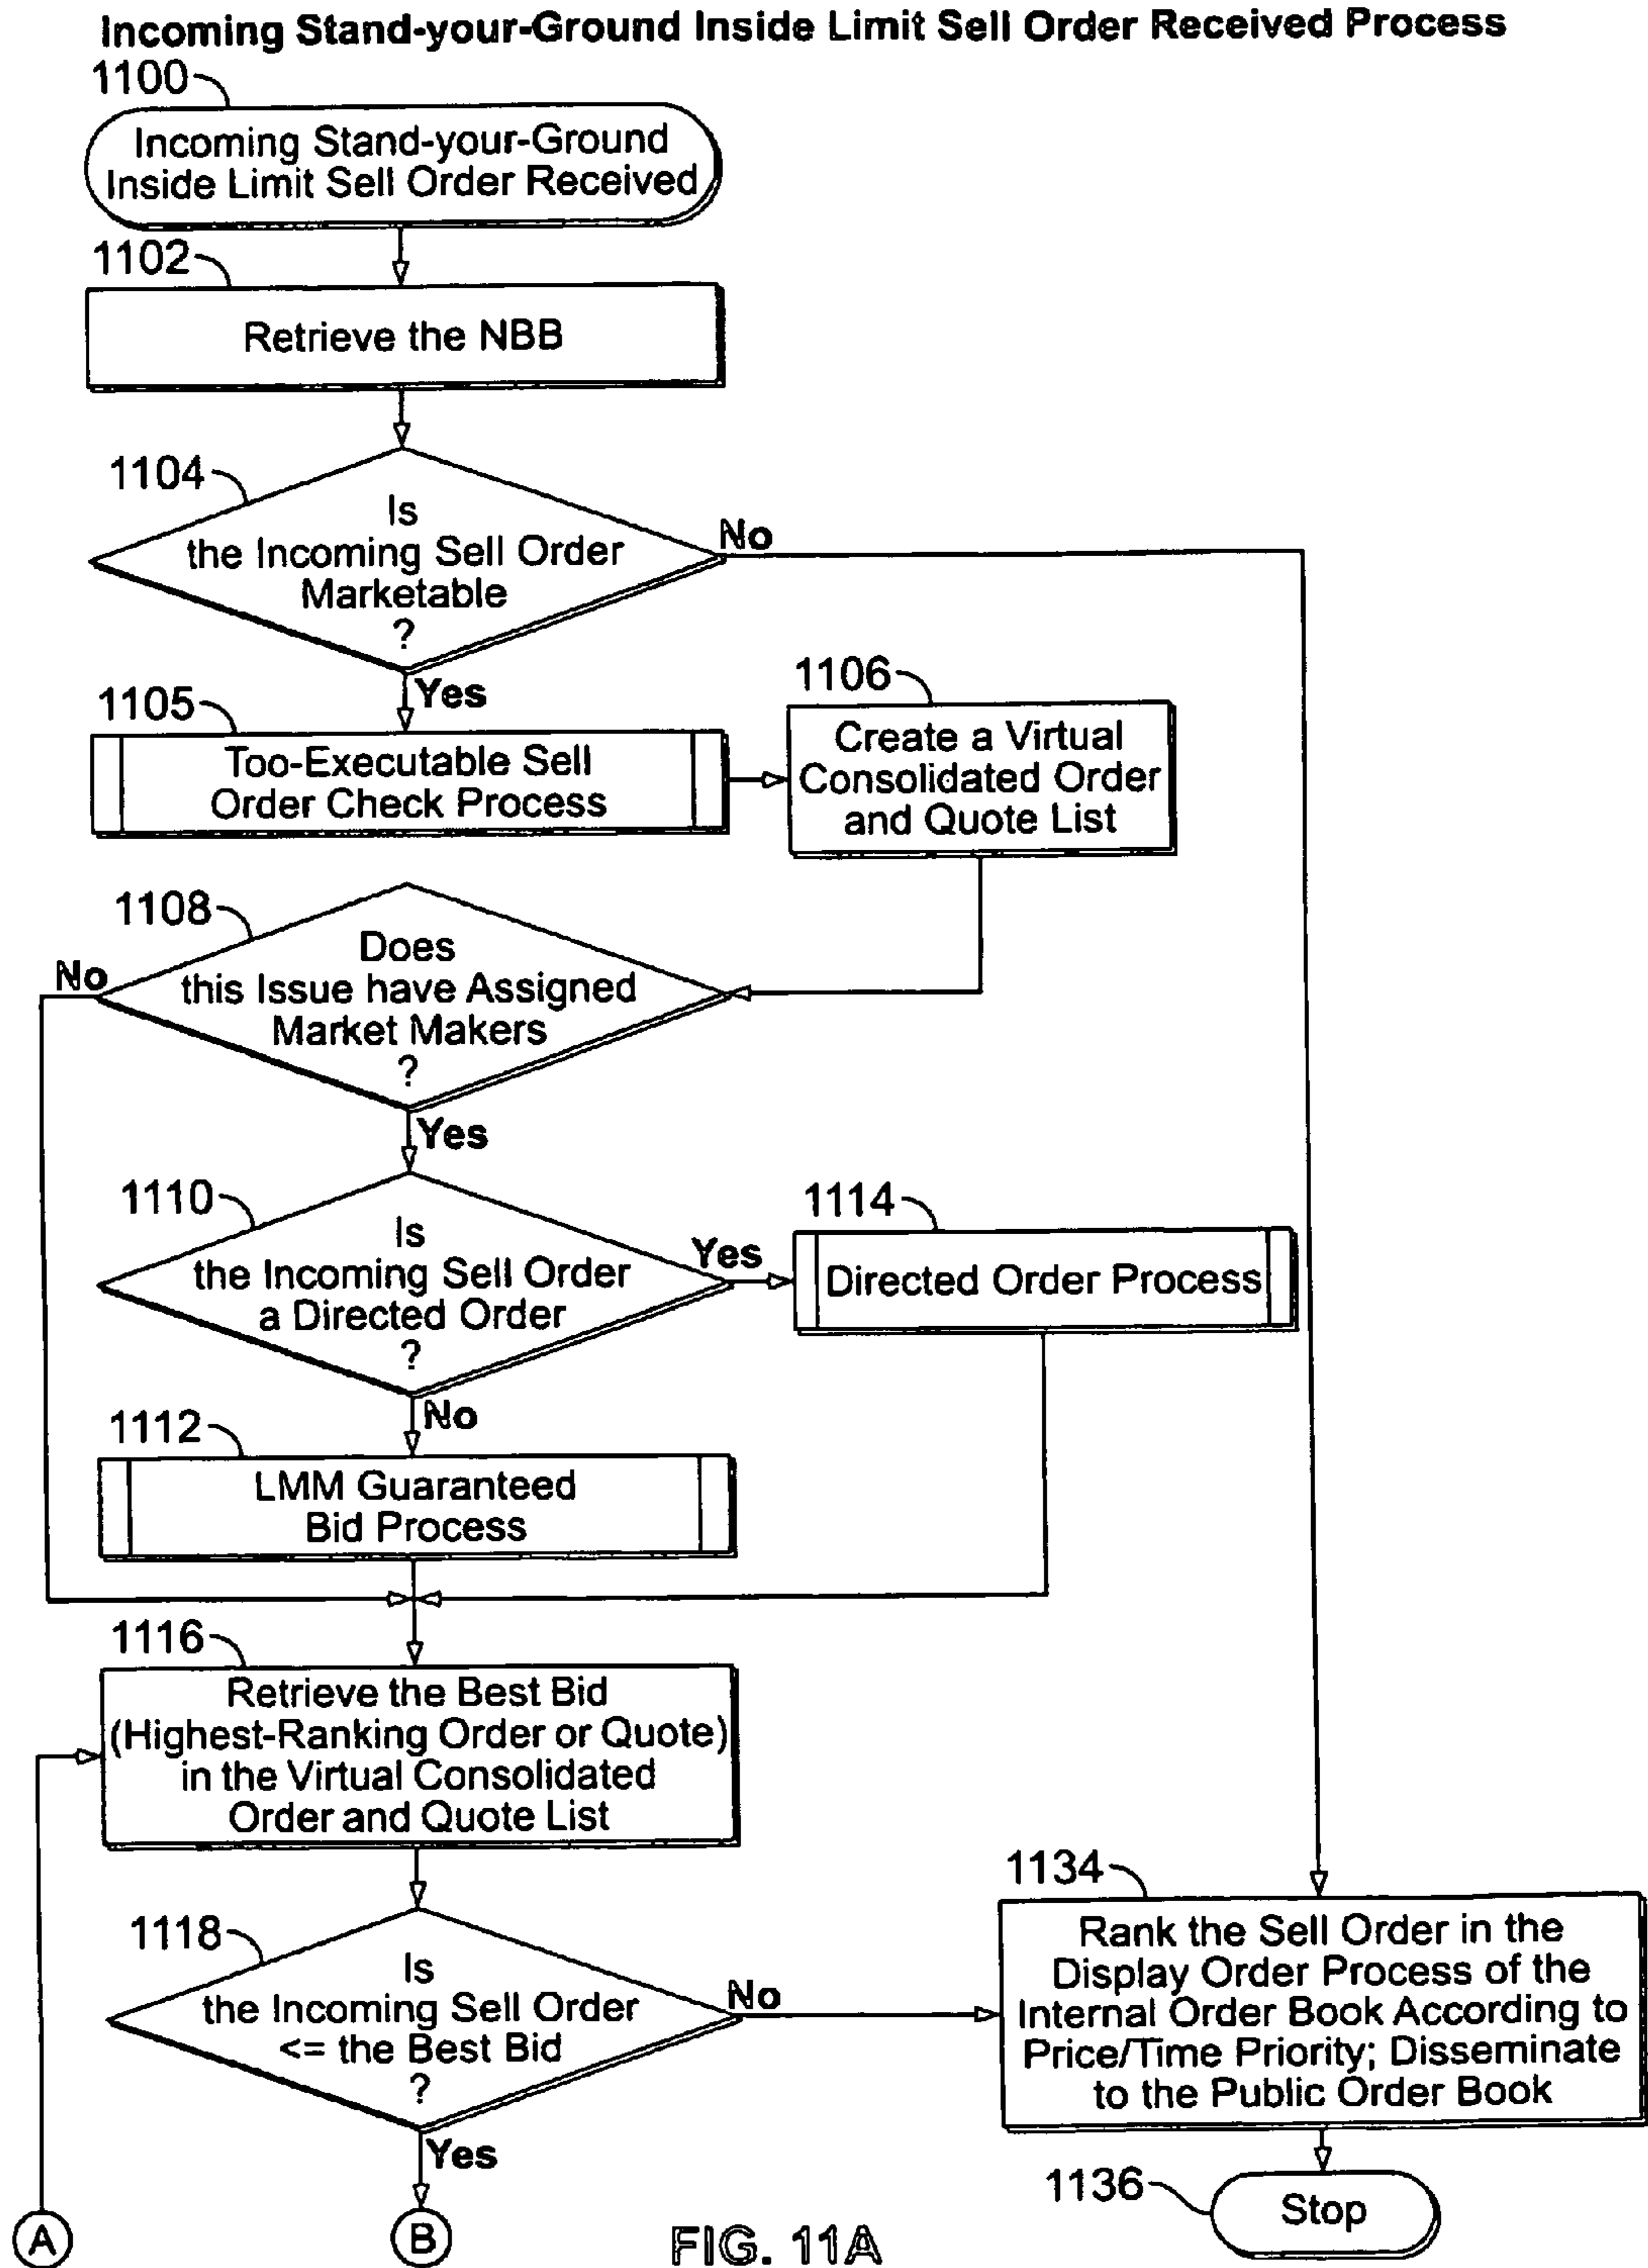 Incoming Stand-your-Ground Inside Limit Sell Order Received Process
1100
Incoming Stand-your-Ground
Inside Limit Sell Order Received
1102
Retrieve the NBB
1104
Is
the Incoming Sell Order
Marketable
?
No
Yes
1105
Too-Executable Sell
Order Check Process
1106
Create a Virtual
Consolidated Order
and Quote List
1108
Does
this Issue have Assigned
Market Makers
?
No
Yes
1110
Is
the Incoming Sell Order
a Directed Order
?
Yes
1114
Directed Order Process
No
1112
LMM Guaranteed
Bid Process
1116
Retrieve the Best Bid
(Highest-Ranking Order or Quote)
in the Virtual Consolidated
Order and Quote List
1118
Is
the Incoming Sell Order
<= the Best Bid
?
No
Yes
1134
Rank the Sell Order in the
Display Order Process of the
Internal Order Book According to
Price/Time Priority; Disseminate
to the Public Order Book
1136
Stop
A
B
FIG. 11A